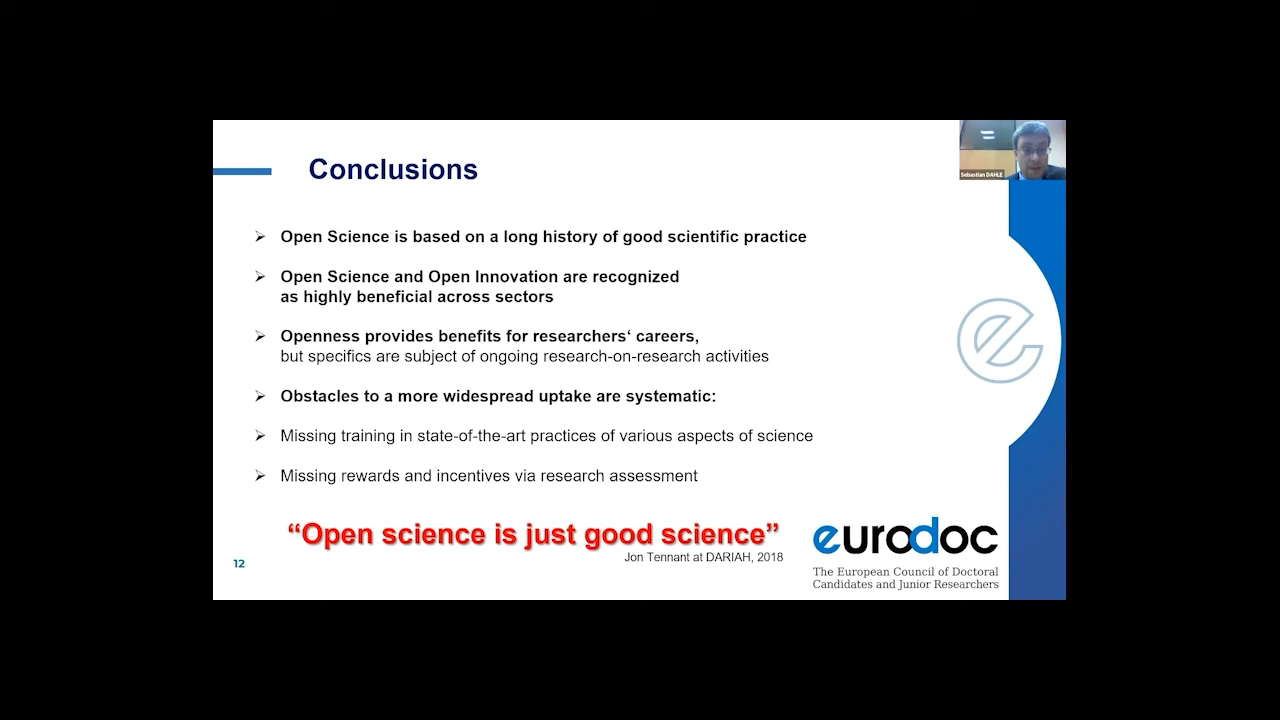 Conclusions
Sebastian DAHLE
➢ Open Science is based on a long history of good scientific practice
➢ Open Science and Open Innovation are recognized
as highly beneficial across sectors
➢ Openness provides benefits for researchers‘ careers,
but specifics are subject of ongoing research-on-research activities
➢ Obstacles to a more widespread uptake are systematic:
➢ Missing training in state-of-the-art practices of various aspects of science
➢ Missing rewards and incentives via research assessment
“Open science is just good science”
Jon Tennant at DARIAH, 2018
12
eurodoc
The European Council of Doctoral
Candidates and Junior Researchers